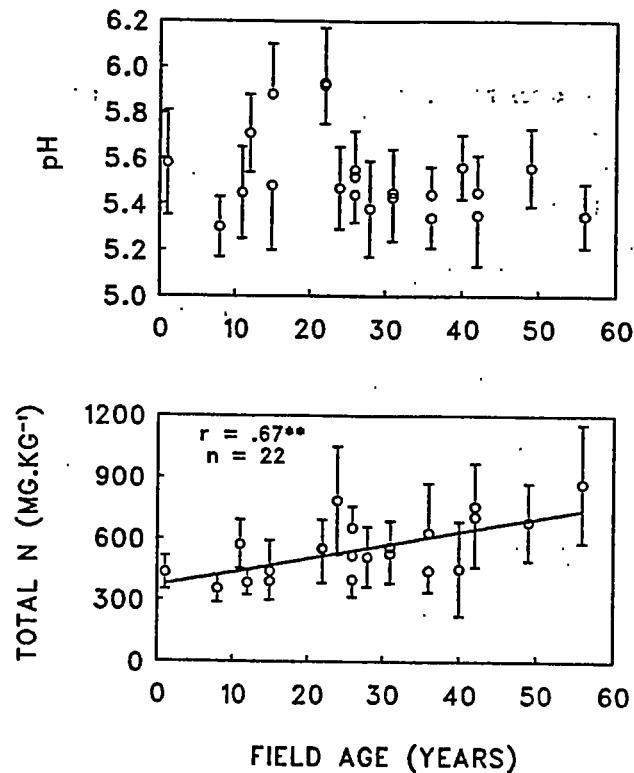 6.2
6.0
5.8
5.6
5.4
5.2
5.0
pH
0 10 20 30 40 50 60
1200
900
600
300
0
TOTAL N (MG.KG⁻¹)
r = .67**
n = 22
0 10 20 30 40 50 60
FIELD AGE (YEARS)